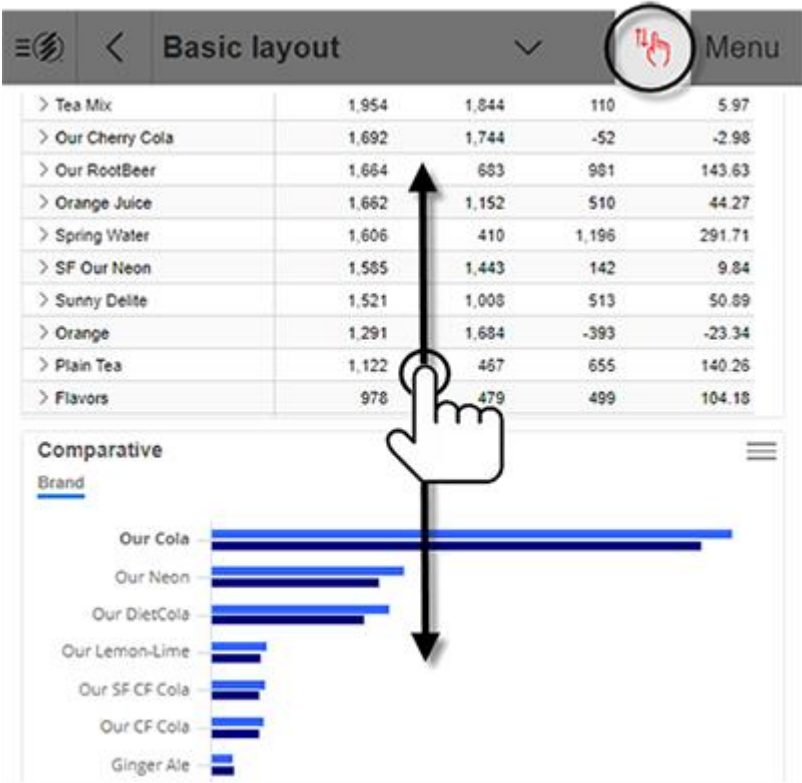 Basic layout Menu
> Tea Mix 1,954 1,844 110 5.97
> Our Cherry Cola 1,692 1,744 -52 -2.98
> Our RootBeer 1,664 683 981 143.63
> Orange Juice 1,662 1,152 510 44.27
> Spring Water 1,606 410 1,196 291.71
> SF Our Neon 1,585 1,443 142 9.84
> Sunny Delite 1,521 1,008 513 50.89
> Orange 1,291 1,684 -393 -23.34
> Plain Tea 1,122 467 655 140.26
> Flavors 978 479 499 104.18
Comparative
Brand
Our Cola
Our Neon
Our DietCola
Our Lemon-Lime
Our SF CF Cola
Our CF Cola
Ginger Ale